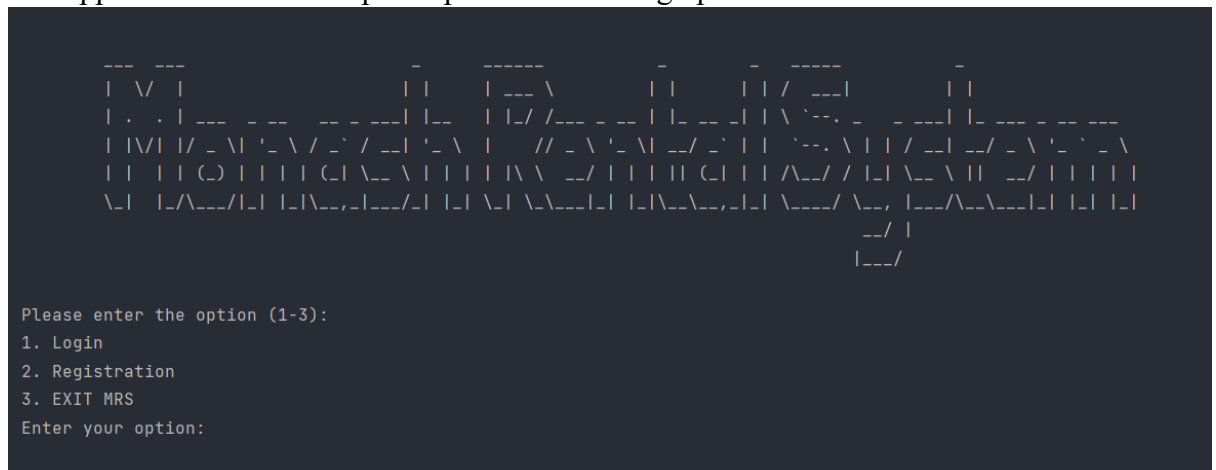 Monash Rental System
Please enter the option (1-3):
1. Login
2. Registration
3. EXIT MRS
Enter your option: